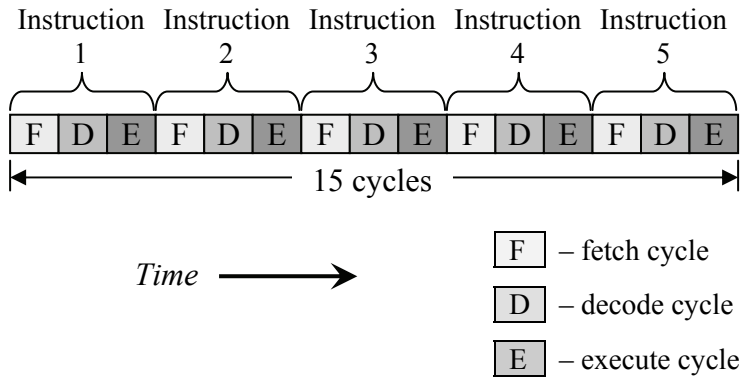 Instruction Instruction Instruction Instruction Instruction
1 2 3 4 5
F D E F D E F D E F D E F D E
15 cycles
Time
F – fetch cycle
D – decode cycle
E – execute cycle